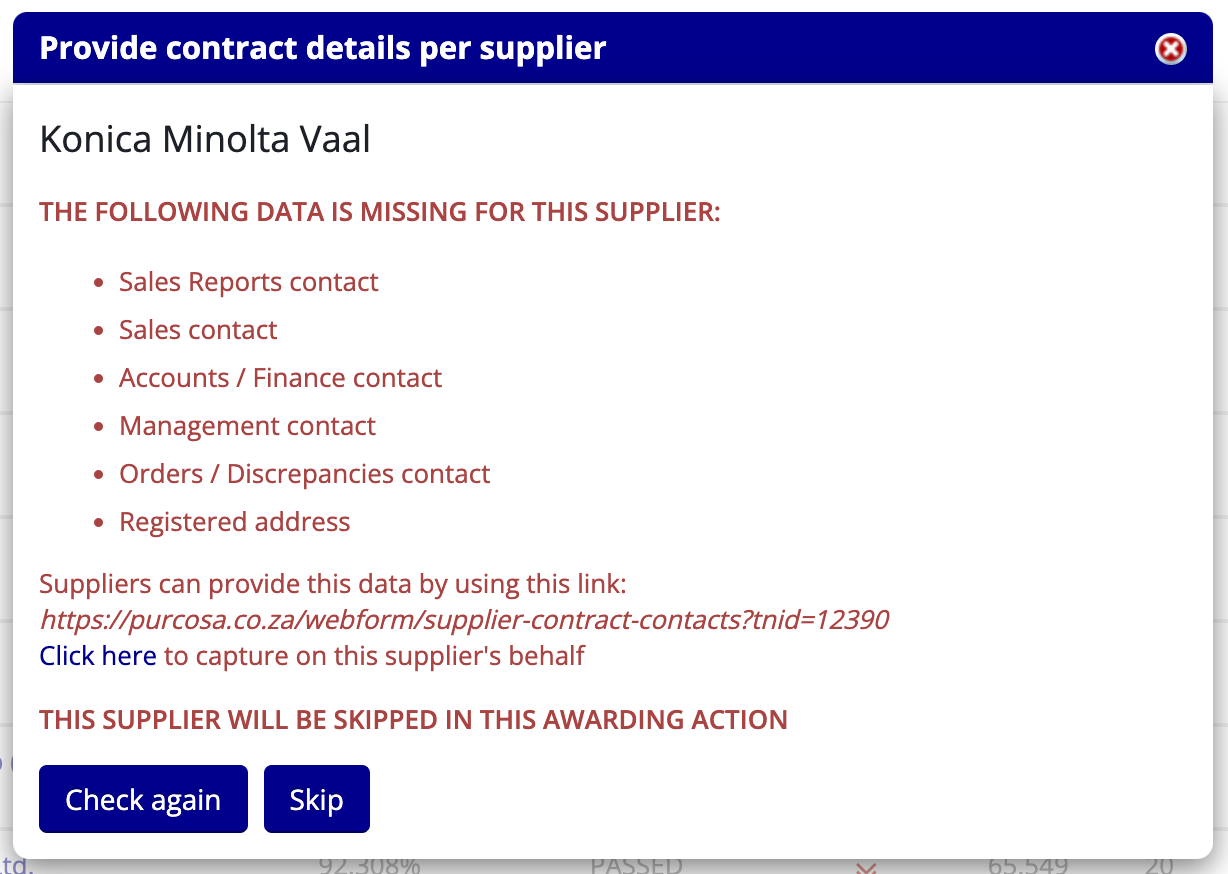 Provide contract details per supplier
Konica Minolta Vaal
THE FOLLOWING DATA IS MISSING FOR THIS SUPPLIER:
• Sales Reports contact
• Sales contact
• Accounts / Finance contact
• Management contact
• Orders / Discrepancies contact
• Registered address
Suppliers can provide this data by using this link:
https://purcosa.co.za/webform/supplier-contract-contacts?tnid=12390
Click here to capture on this supplier's behalf
THIS SUPPLIER WILL BE SKIPPED IN THIS AWARDING ACTION
Check again Skip
td. 92.308% PASSED 65.549 20